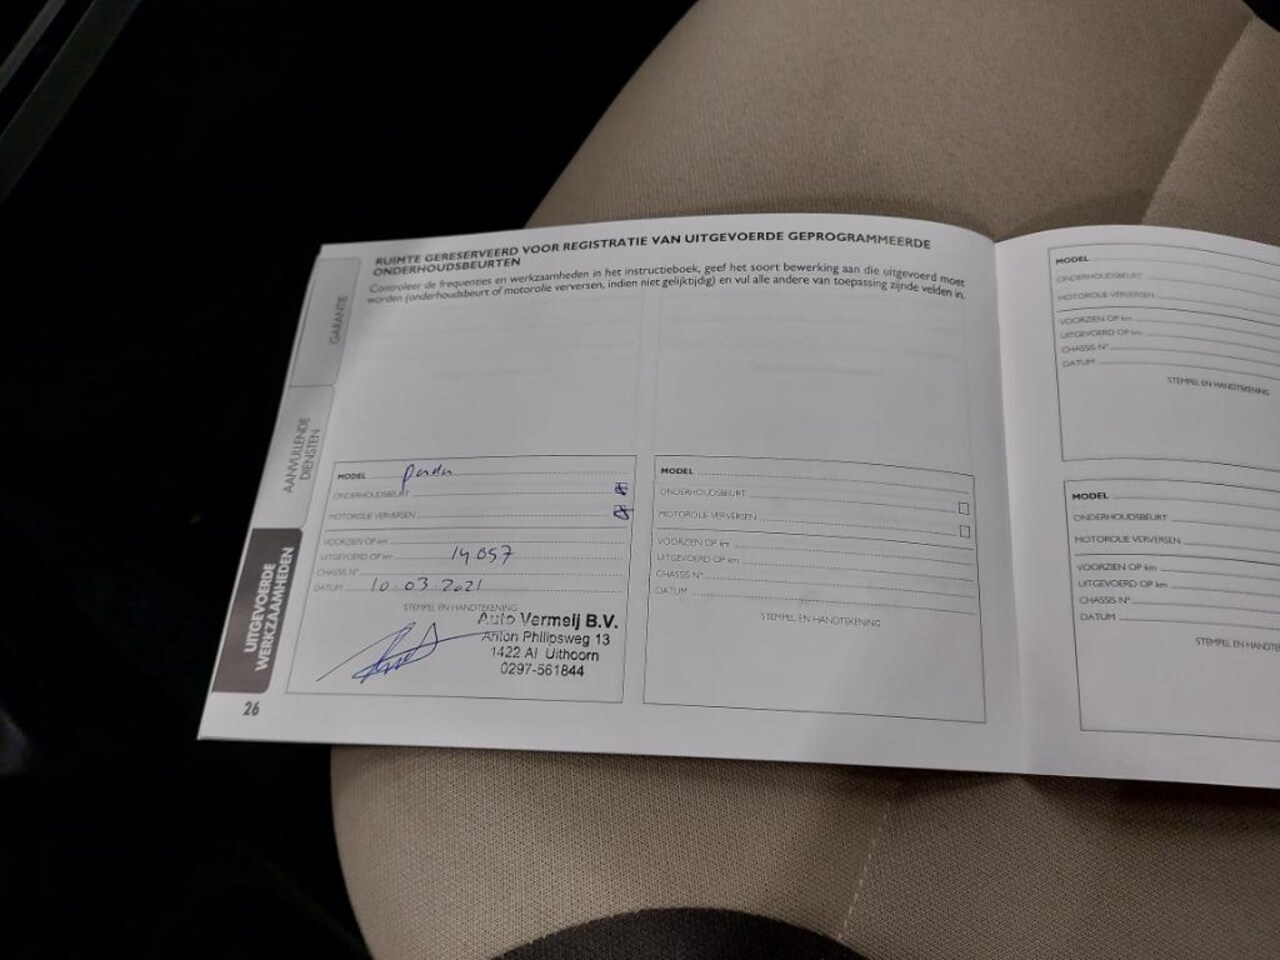 RUIMTE GERESERVEERD VOOR REGISTRATIE VAN UITGEVOERDE GEPROGRAMMEERDE
ONDERHOUDSBEURTEN
Controleer de frequenties en werkzaamheden in het instructieboek, geef het soort bewerking aan die uitgevoerd moet
worden (onderhoudsbeurt of motorolie verversen, indien niet gelijktijdig) en vul alle andere van toepassing zijnde velden in.
GARANTIE
AANVULLENDE
DIENSTEN
UITGEVOERDE
WERKZAAMHEDEN
MODEL
ONDERHOUDSBEURT
MOTOROLIE VERVERSEN
VOORZIEN OP km
UITGEVOERD OP km 14 057
CHASSIS N°
DATUM 10-03-2021
STEMPEL EN HANDTEKENING
Auto Vermeij B.V.
Anton Philipsweg 13
1422 Al Uithoorn
0297-561844
26
MODEL
ONDERHOUDSBEURT
MOTOROLIE VERVERSEN
VOORZIEN OP km
UITGEVOERD OP km
CHASSIS N°
DATUM
STEMPEL EN HANDTEKENING
MODEL
ONDERHOUDSBEURT
MOTOROLIE VERVERSEN
VOORZIEN OP km
UITGEVOERD OP km
CHASSIS N°
DATUM
STEMPEL EN HANDTEKENING
MODEL
ONDERHOUDSBEURT
MOTOROLIE VERVERSEN
VOORZIEN OP km
UITGEVOERD OP km
CHASSIS N°
DATUM
STEMPEL EN HANDTE